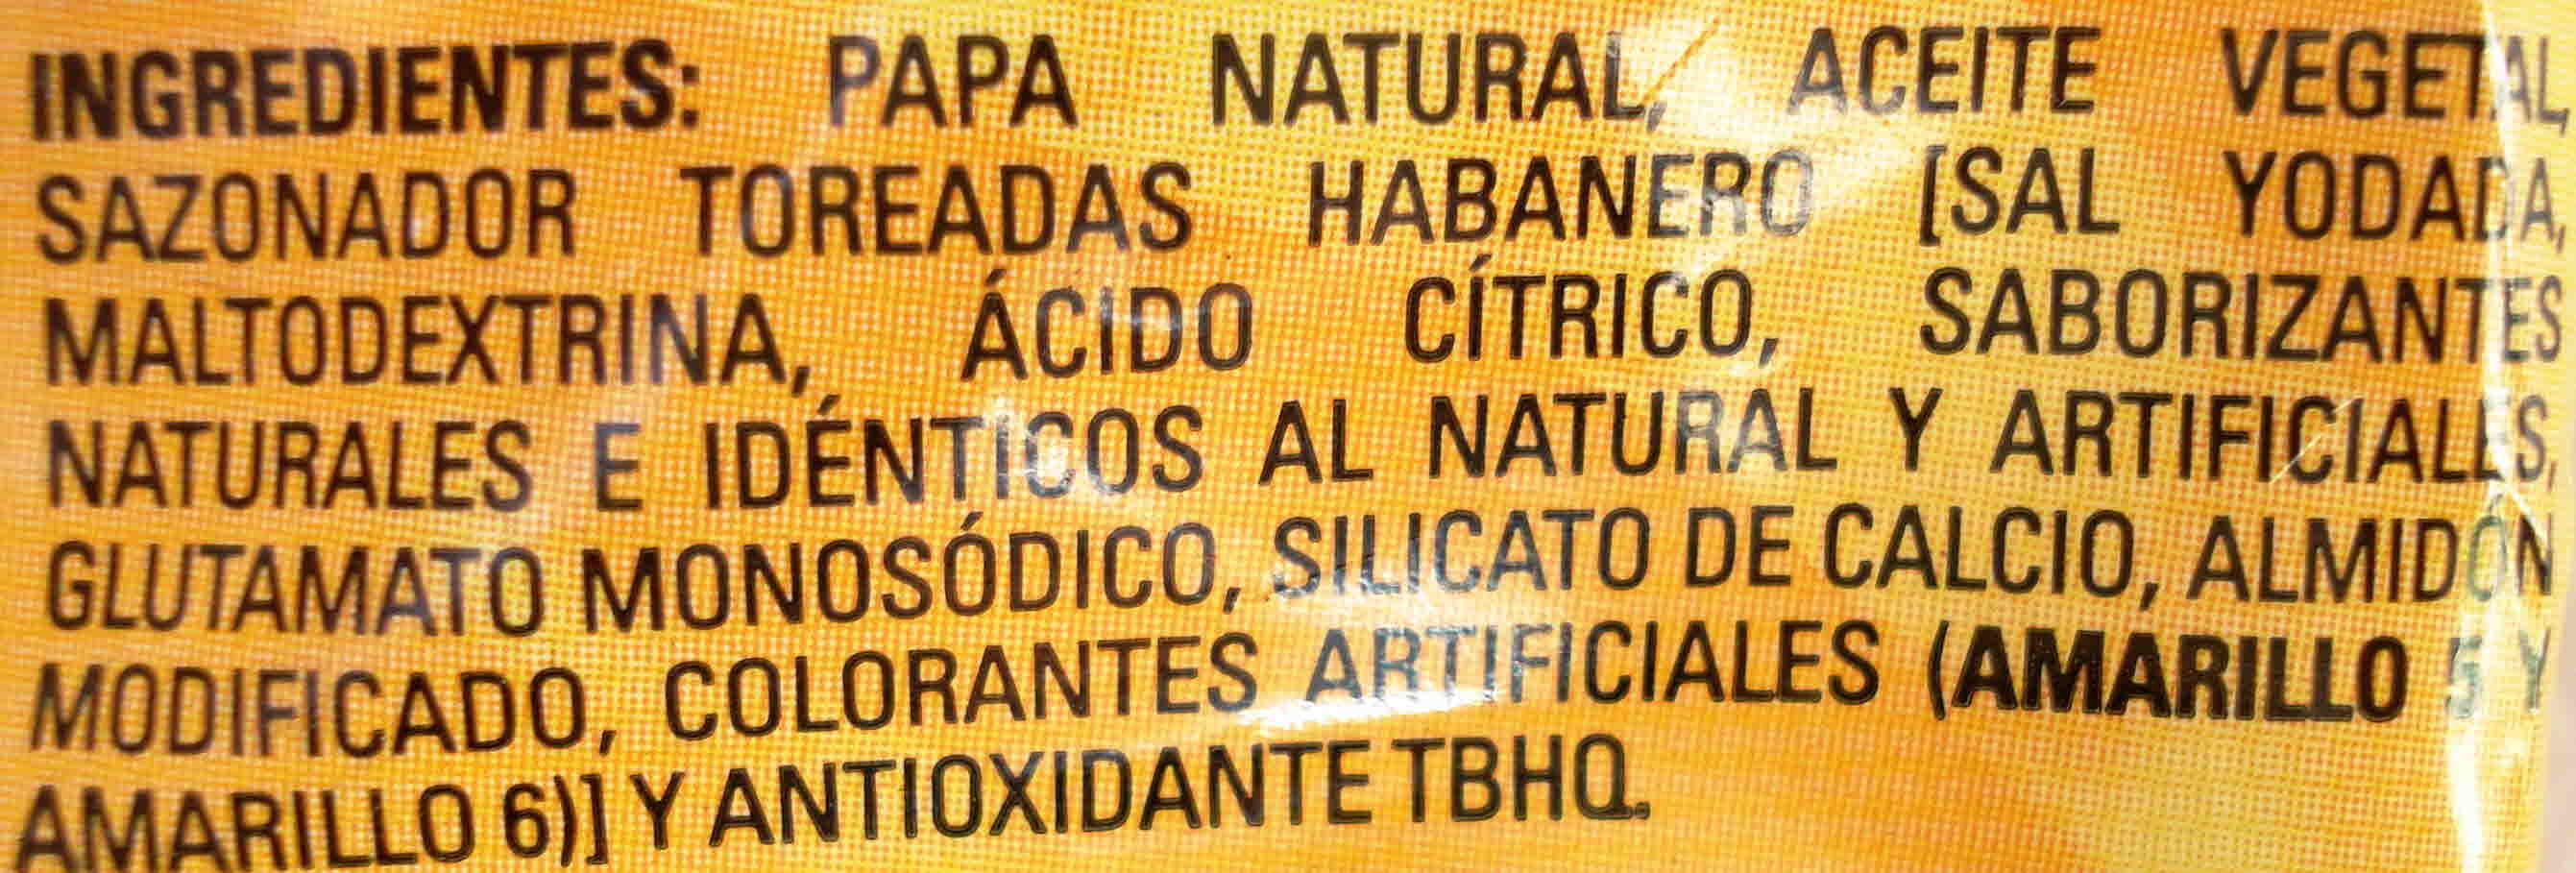 INGREDIENTES: PAPA NATURAL, ACEITE VEGETAL,
SAZONADOR TOREADAS HABANERO [SAL YODADA,
MALTODEXTRINA, ÁCIDO CÍTRICO, SABORIZANTES
NATURALES E IDÉNTICOS AL NATURAL Y ARTIFICIALES,
GLUTAMATO MONOSÓDICO, SILICATO DE CALCIO, ALMIDÓN
MODIFICADO, COLORANTES ARTIFICIALES (AMARILLO 5 Y
AMARILLO 6)] Y ANTIOXIDANTE TBHQ.